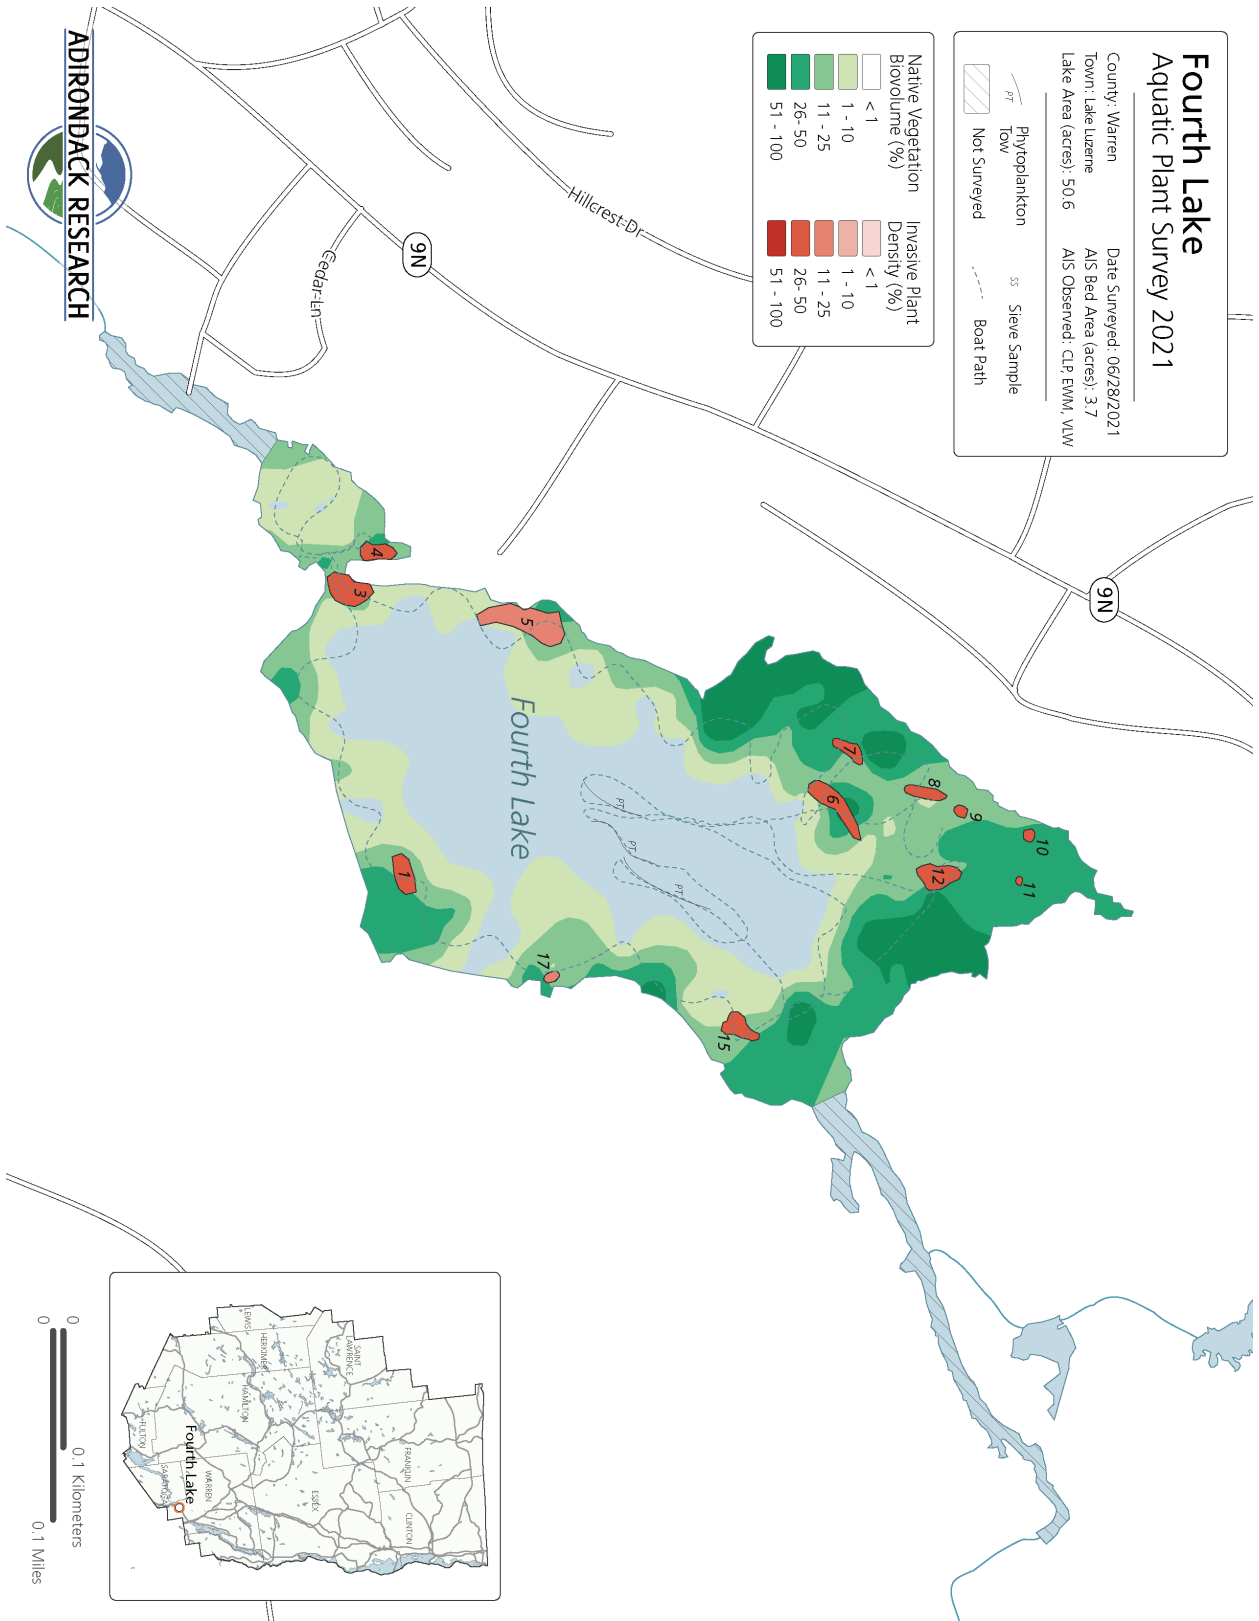 Fourth Lake
Aquatic Plant Survey 2021
County: Warren
Town: Lake Luzerne
Lake Area (acres): 50.6
Date Surveyed: 06/28/2021
AIS Bed Area (acres): 3.7
AIS Observed: CLP, EWM, VLW
PT
Phytoplankton
Tow
SS
Sieve Sample
Not Surveyed
Boat Path
Native Vegetation
Biovolume (%)
< 1
1 - 10
11 - 25
26- 50
51 - 100
Invasive Plant
Density (%)
< 1
1 - 10
11 - 25
26- 50
51 - 100
9N
9N
Hillcrest-Dr
Cedar-Ln
ADIRONDACK RESEARCH
10
11
9
8
12
7
6
15
5
17
4
3
1
PT
PT
PT
Fourth Lake
CLINTON
FRANKLIN
SAINT
LAWRENCE
ESSEX
HERKIMER
LEWIS
HAMILTON
WARREN
Fourth Lake
SARATOGA
FULTON
0
0.1 Kilometers
0
0.1 Miles